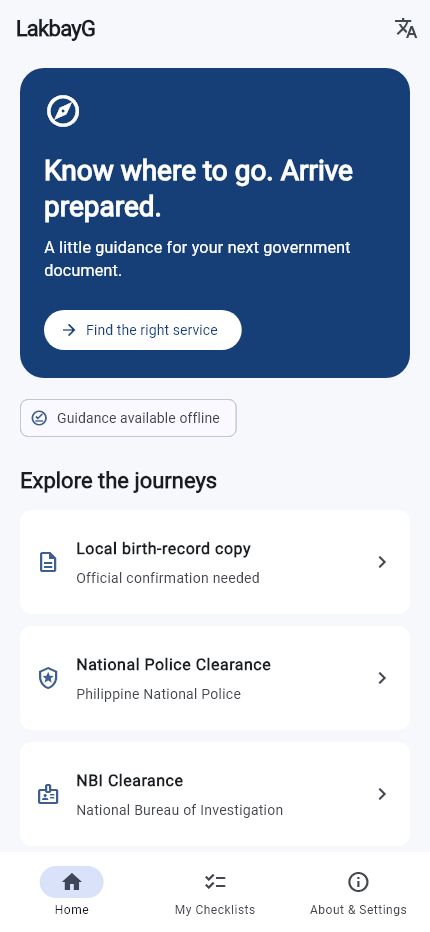 LakbayG
Know where to go. Arrive
prepared.
A little guidance for your next government
document.
Find the right service
Guidance available offline
Explore the journeys
Local birth-record copy
Official confirmation needed
National Police Clearance
Philippine National Police
NBI Clearance
National Bureau of Investigation
Home
My Checklists
About & Settings